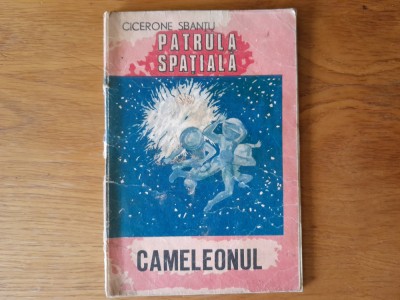 CICERONE SBANȚU
PATRULA
SPAȚIALĂ
CAMELEONUL